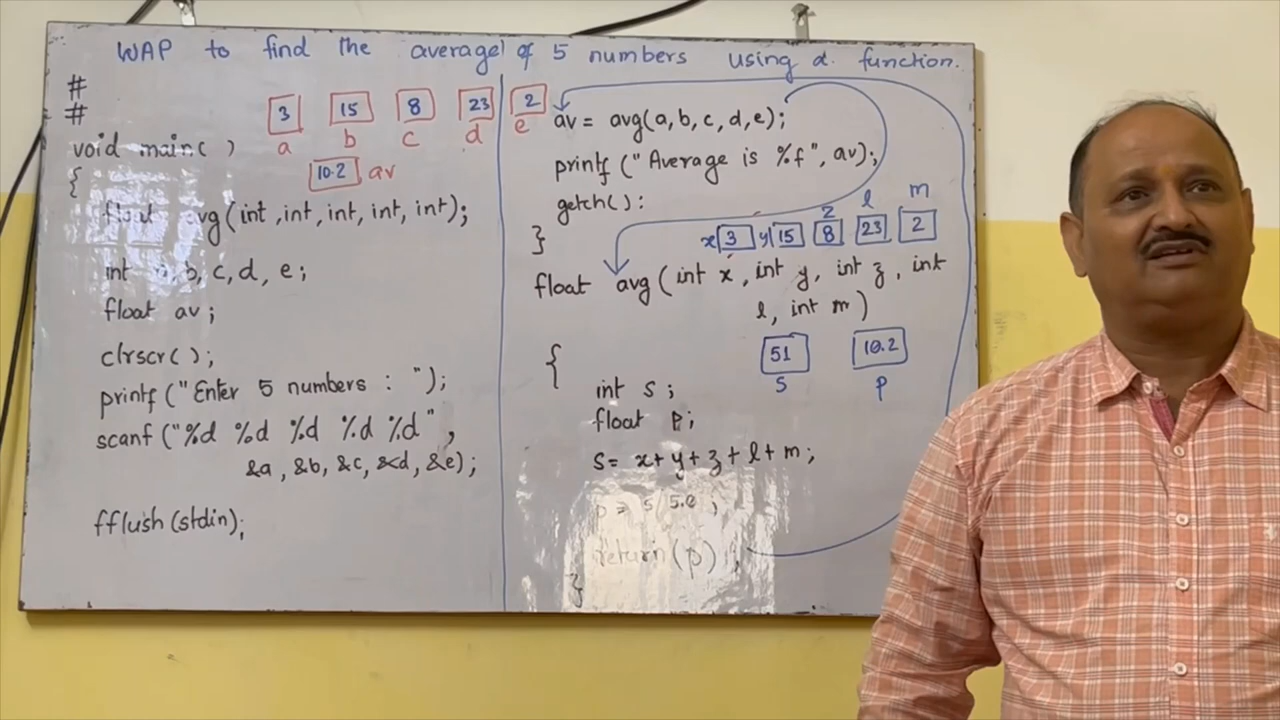 WAP to find the average of 5 numbers using a function.
#
#
3 15 8 23 2
a b c d e
10.2 av
void main( )
{
float avg(int ,int, int, int, int);
int a, b, c, d, e;
float av;
clrscr( );
printf ("Enter 5 numbers : ");
scanf ("%d %d %d %d %d",
&a , &b, &c, &d, &e);
fflush (stdin);
av = avg(a, b, c, d, e);
printf ("Average is %f", av);
getch( ):
}
z l m
x 3 y 15 8 23 2
float avg ( int x , int y, int z , int
l, int m )
{
51 10.2
s p
int s ;
float p;
s= x+ y+ z + l + m ;
p = s/5.0 ;
return (p) ;
}